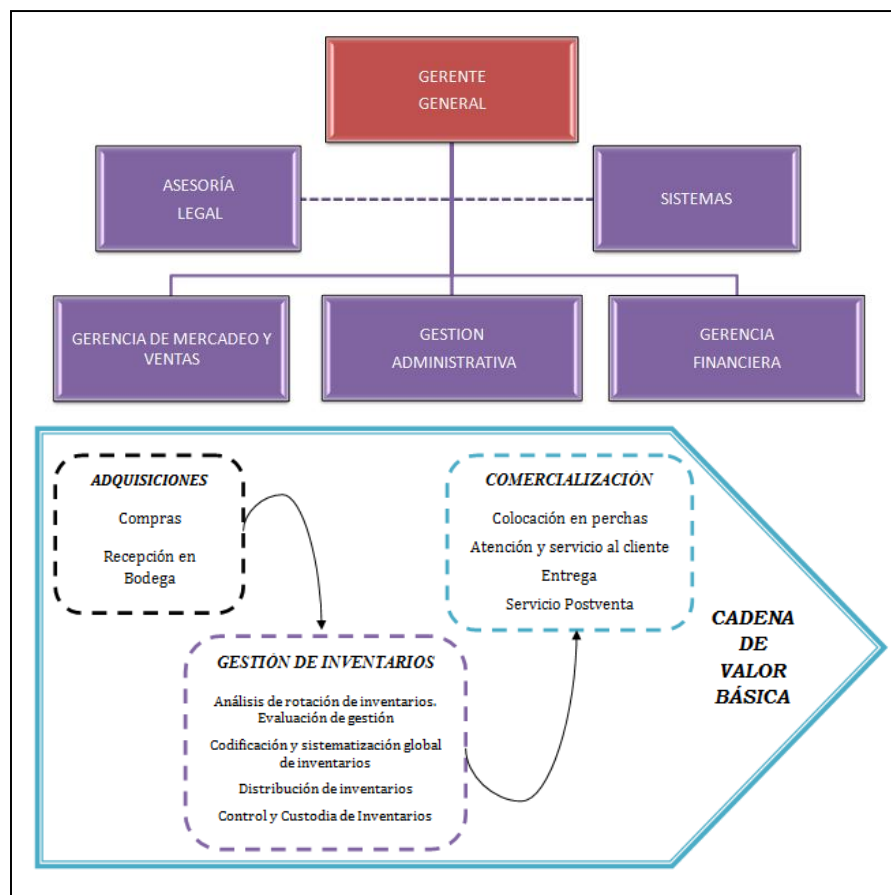 GERENTE
GENERAL
ASESORÍA
LEGAL
SISTEMAS
GERENCIA DE MERCADEO Y
VENTAS
GESTION
ADMINISTRATIVA
GERENCIA
FINANCIERA
ADQUISICIONES
Compras
Recepción en
Bodega
COMERCIALIZACIÓN
Colocación en perchas
Atención y servicio al cliente
Entrega
Servicio Postventa
GESTIÓN DE INVENTARIOS
Análisis de rotación de inventarios.
Evaluación de gestión
Codificación y sistematización global
de inventarios
Distribución de inventarios
Control y Custodia de Inventarios
CADENA
DE
VALOR
BÁSICA